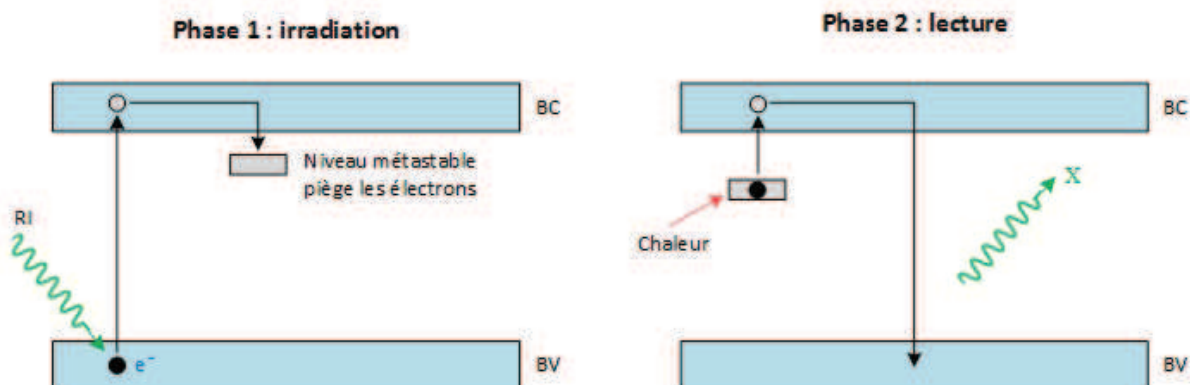 Phase 1 : irradiation
BC
Niveau métastable
piège les électrons
RI
e⁻
BV
Phase 2 : lecture
BC
Chaleur
X
BV